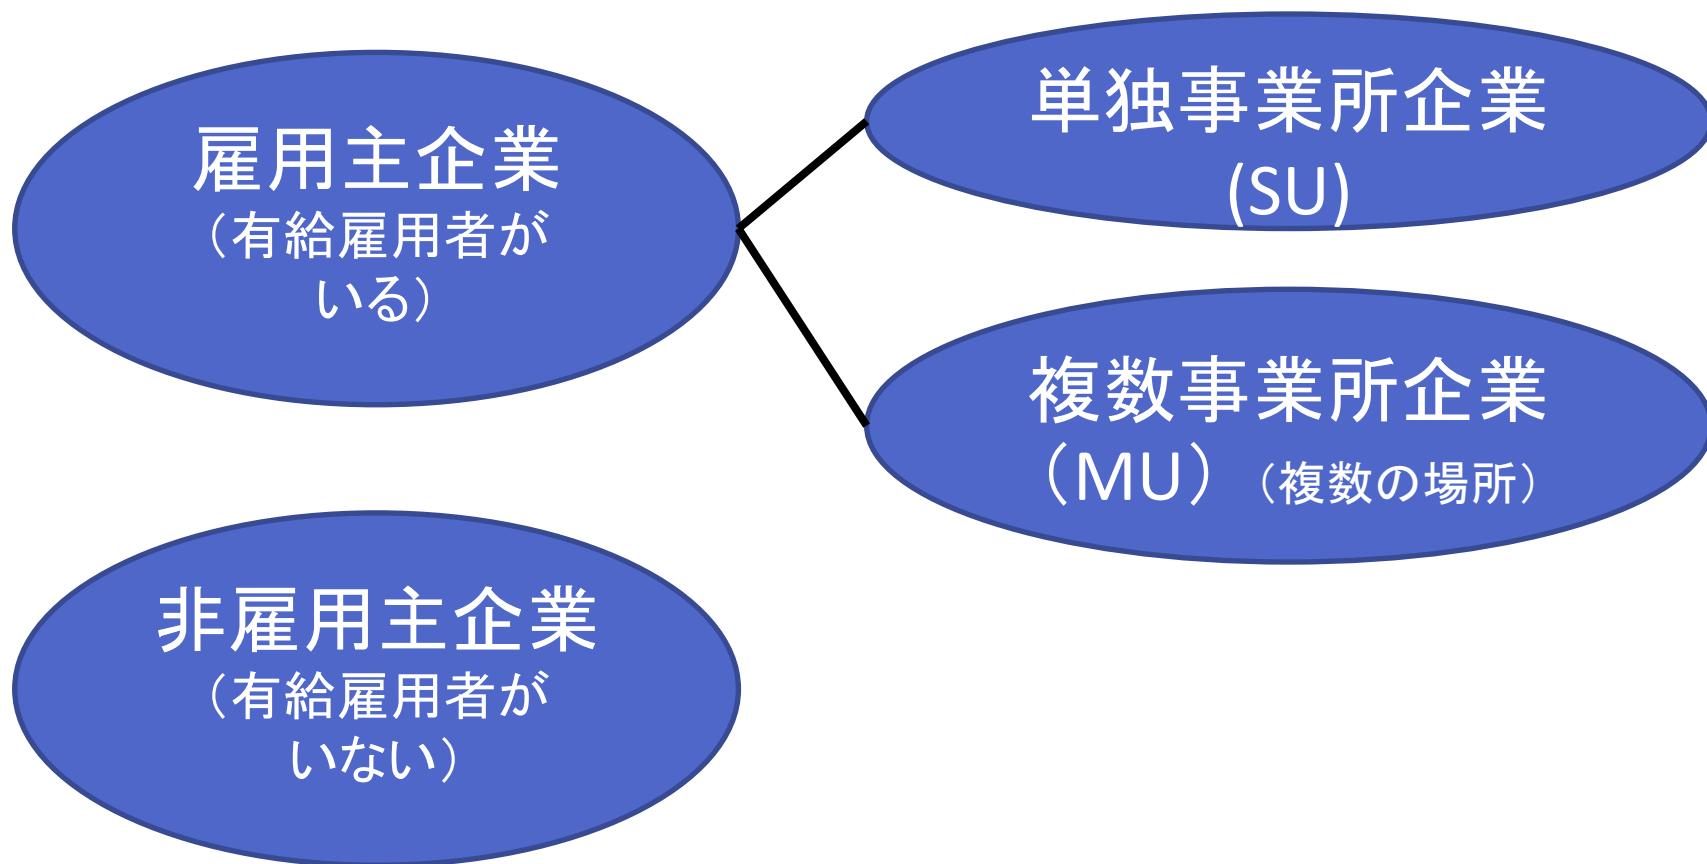 雇用主企業
（有給雇用者が
いる）
単独事業所企業
(SU)
複数事業所企業
（MU）（複数の場所）
非雇用主企業
（有給雇用者が
いない）